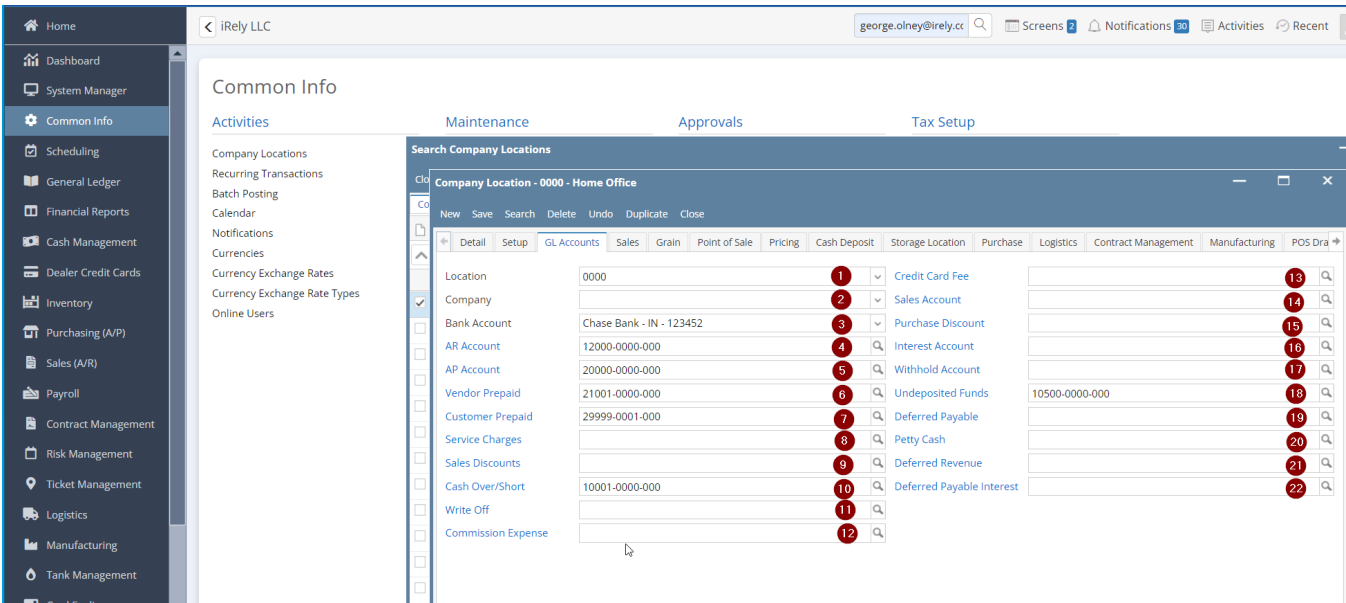 Home
iRely LLC
george.olney@irely.cc
Screens 2
Notifications 30
Activities
Recent
Dashboard
System Manager
Common Info
Scheduling
General Ledger
Financial Reports
Cash Management
Dealer Credit Cards
Inventory
Purchasing (A/P)
Sales (A/R)
Payroll
Contract Management
Risk Management
Ticket Management
Logistics
Manufacturing
Tank Management
Common Info
Activities
Maintenance
Approvals
Tax Setup
Company Locations
Recurring Transactions
Batch Posting
Calendar
Notifications
Currencies
Currency Exchange Rates
Currency Exchange Rate Types
Online Users
Search Company Locations
Clo
Co
Company Location - 0000 - Home Office
New Save Search Delete Undo Duplicate Close
Detail Setup GL Accounts Sales Grain Point of Sale Pricing Cash Deposit Storage Location Purchase Logistics Contract Management Manufacturing POS Dra
Location 0000 1
Company 2
Bank Account Chase Bank - IN - 123452 3
AR Account 12000-0000-000 4
AP Account 20000-0000-000 5
Vendor Prepaid 21001-0000-000 6
Customer Prepaid 29999-0001-000 7
Service Charges 8
Sales Discounts 9
Cash Over/Short 10001-0000-000 10
Write Off 11
Commission Expense 12
Credit Card Fee 13
Sales Account 14
Purchase Discount 15
Interest Account 16
Withhold Account 17
Undeposited Funds 10500-0000-000 18
Deferred Payable 19
Petty Cash 20
Deferred Revenue 21
Deferred Payable Interest 22